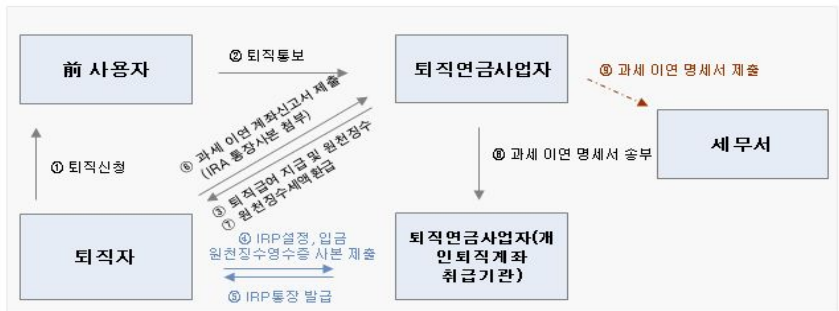 前 사용자
② 퇴직통보
퇴직연금사업자
⑨ 과세 이연 명세서 제출
세무서
① 퇴직신청
⑥ 과세 이연 계좌신고서 제출
(IRA 통장사본 첨부)
③ 퇴직급여 지급 및 원천징수
⑦ 원천징수세액 환급
⑧ 과세 이연 명세서 송부
퇴직자
④ IRP설정, 입금
원천징수영수증 사본 제출
⑤ IRP통장 발급
퇴직연금사업자(개
인퇴직계좌
취급기관)